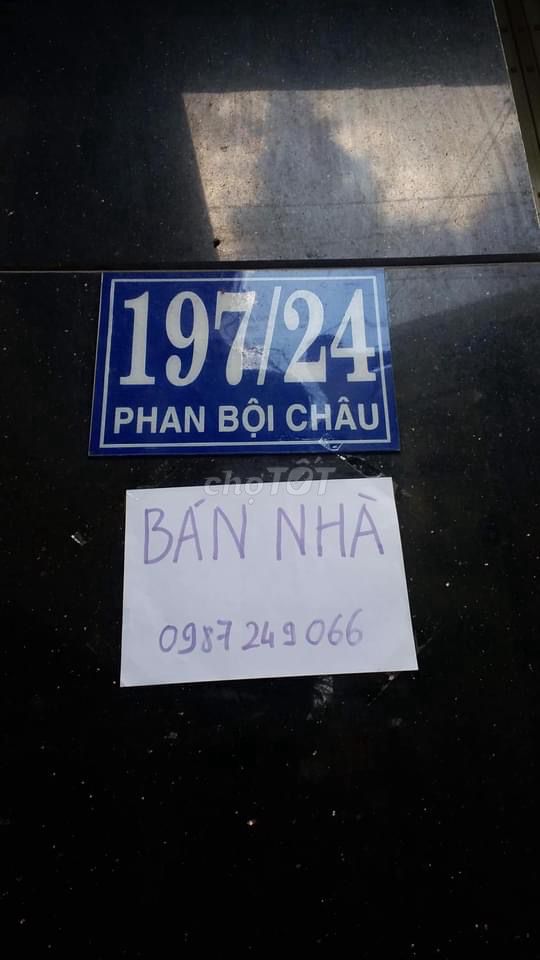 197/24
PHAN BỘI CHÂU
chợTỐT
BÁN NHÀ
0987 249 066